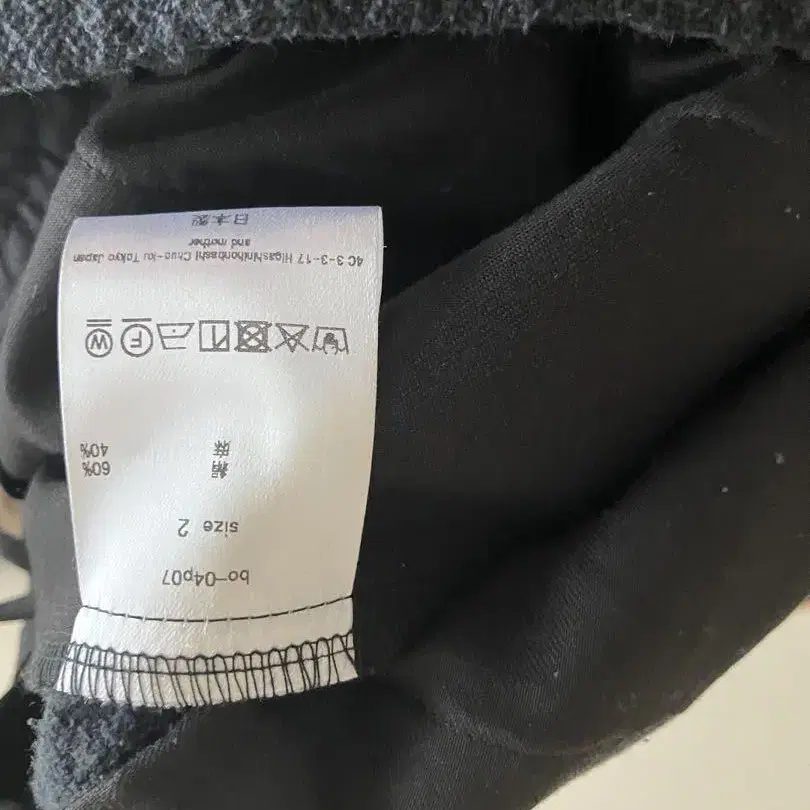 bo-04p07
size 2
絹 60%
麻 40%
W F
and mother
4C 3-3-17 Higashinihonbashi Chuo-ku Tokyo Japan
日本製